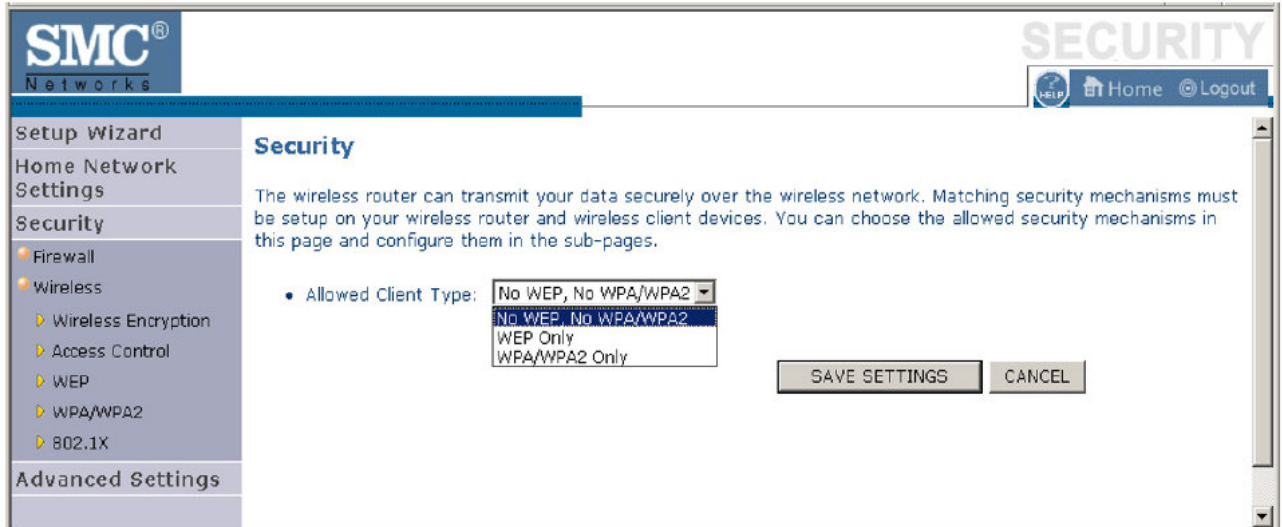 SMC®
Networks
SECURITY
HELP
Home
Logout
Setup Wizard
Home Network
Settings
Security
Firewall
Wireless
Wireless Encryption
Access Control
WEP
WPA/WPA2
802.1X
Advanced Settings
Security
The wireless router can transmit your data securely over the wireless network. Matching security mechanisms must
be setup on your wireless router and wireless client devices. You can choose the allowed security mechanisms in
this page and configure them in the sub-pages.
• Allowed Client Type: No WEP, No WPA/WPA2
No WEP, No WPA/WPA2
WEP Only
WPA/WPA2 Only
SAVE SETTINGS
CANCEL